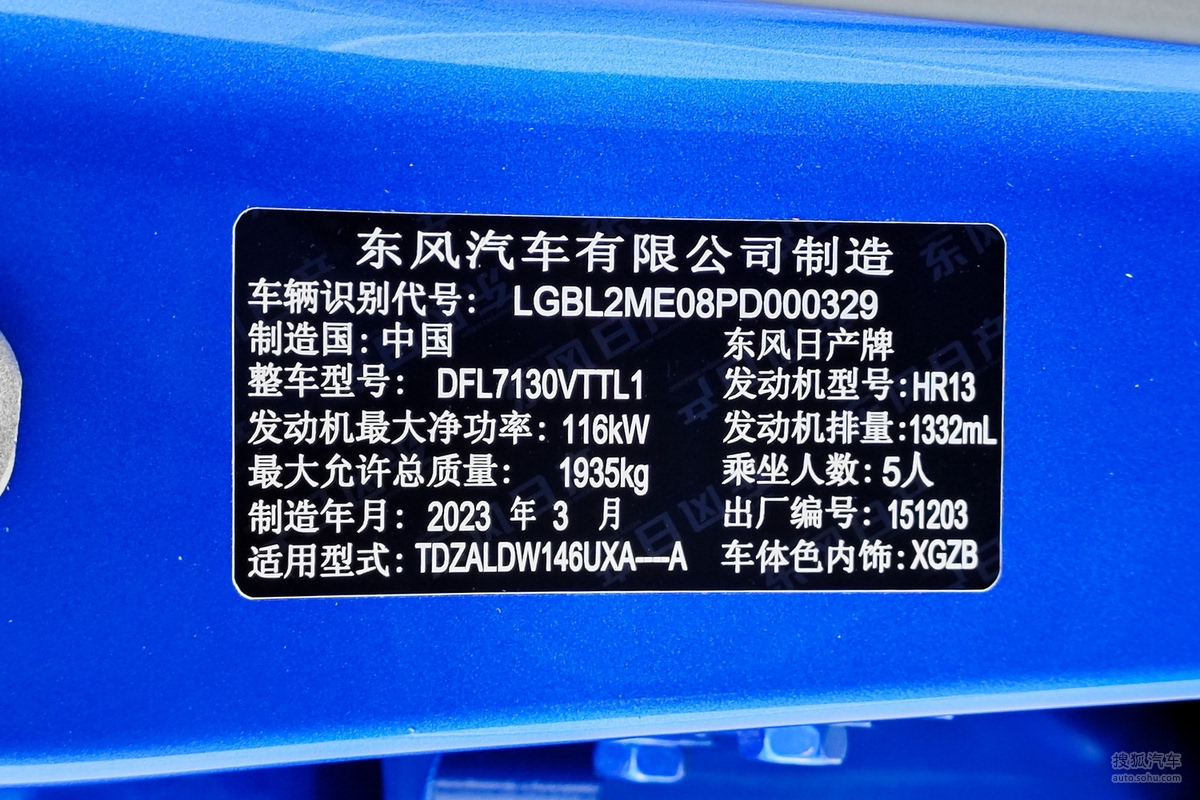 东风汽车有限公司制造
车辆识别代号： LGBL2ME08PD000329
制造国：中国 东风日产牌
整车型号： DFL7130VTTL1 发动机型号：HR13
发动机最大净功率：116kW 发动机排量：1332mL
最大允许总质量： 1935kg 乘坐人数：5人
制造年月： 2023 年 3 月 出厂编号：151203
适用型式：TDZALDW146UXA----A 车体色内饰：XGZB
搜狐汽车
auto.sohu.com